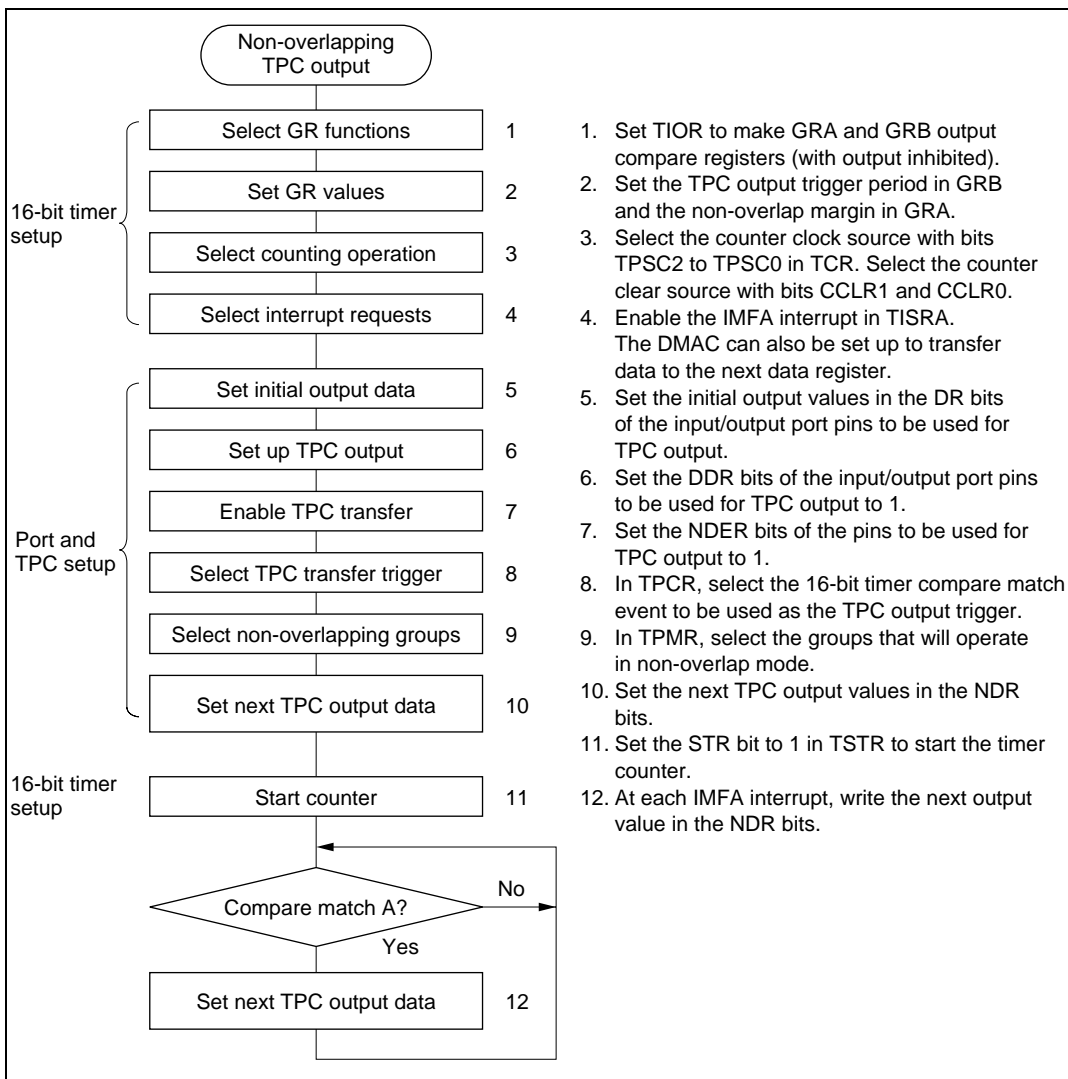 Non-overlapping
TPC output
16-bit timer
setup
Select GR functions
1
Set GR values
2
Select counting operation
3
Select interrupt requests
4
Port and
TPC setup
Set initial output data
5
Set up TPC output
6
Enable TPC transfer
7
Select TPC transfer trigger
8
Select non-overlapping groups
9
Set next TPC output data
10
16-bit timer
setup
Start counter
11
Compare match A?
No
Yes
Set next TPC output data
12
1. Set TIOR to make GRA and GRB output
compare registers (with output inhibited).
2. Set the TPC output trigger period in GRB
and the non-overlap margin in GRA.
3. Select the counter clock source with bits
TPSC2 to TPSC0 in TCR. Select the counter
clear source with bits CCLR1 and CCLR0.
4. Enable the IMFA interrupt in TISRA.
The DMAC can also be set up to transfer
data to the next data register.
5. Set the initial output values in the DR bits
of the input/output port pins to be used for
TPC output.
6. Set the DDR bits of the input/output port pins
to be used for TPC output to 1.
7. Set the NDER bits of the pins to be used for
TPC output to 1.
8. In TPCR, select the 16-bit timer compare match
event to be used as the TPC output trigger.
9. In TPMR, select the groups that will operate
in non-overlap mode.
10. Set the next TPC output values in the NDR
bits.
11. Set the STR bit to 1 in TSTR to start the timer
counter.
12. At each IMFA interrupt, write the next output
value in the NDR bits.